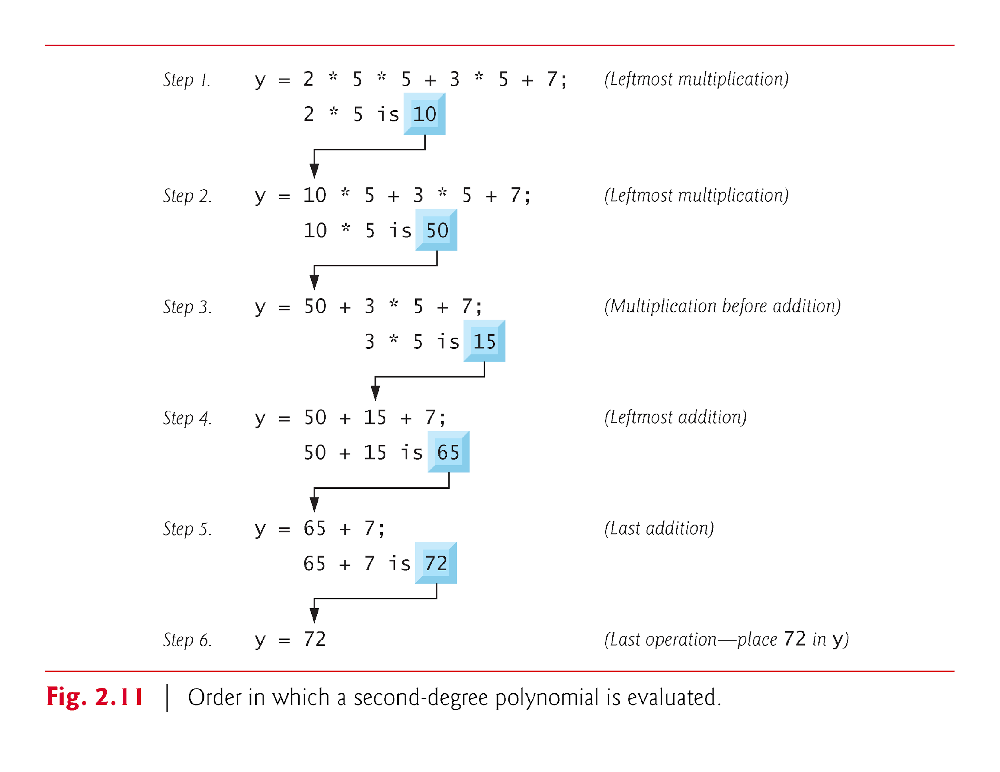 Step 1. y = 2 * 5 * 5 + 3 * 5 + 7; (Leftmost multiplication)
2 * 5 is 10
Step 2. y = 10 * 5 + 3 * 5 + 7; (Leftmost multiplication)
10 * 5 is 50
Step 3. y = 50 + 3 * 5 + 7; (Multiplication before addition)
3 * 5 is 15
Step 4. y = 50 + 15 + 7; (Leftmost addition)
50 + 15 is 65
Step 5. y = 65 + 7; (Last addition)
65 + 7 is 72
Step 6. y = 72 (Last operation—place 72 in y)
Fig. 2.11 | Order in which a second-degree polynomial is evaluated.